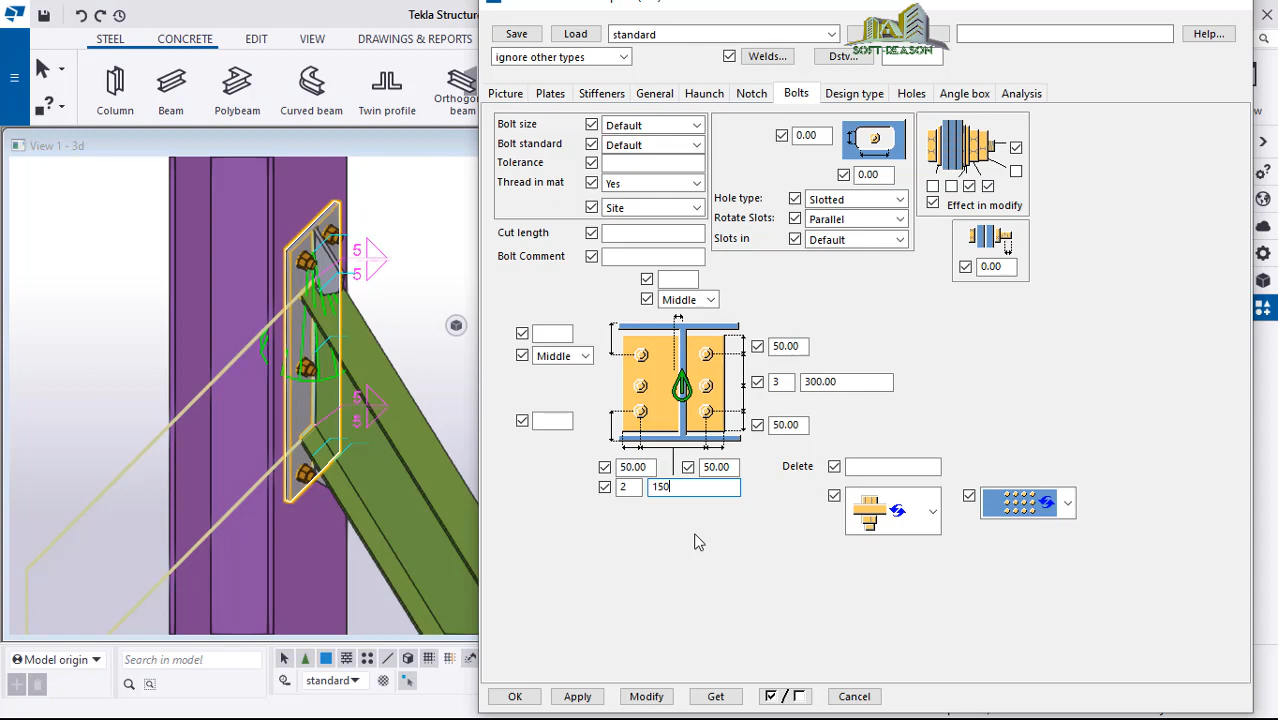 Tekla Structure
Save
Load
standard
Help...
ignore other types
Welds...
Dstv...
SOFT-REASON
STEEL
CONCRETE
EDIT
VIEW
DRAWINGS & REPORTS
Column
Beam
Polybeam
Curved beam
Twin profile
Orthogo
beam
Picture
Plates
Stiffeners
General
Haunch
Notch
Bolts
Design type
Holes
Angle box
Analysis
View 1 - 3d
Bolt size
Default
Bolt standard
Default
Tolerance
Thread in mat
Yes
Site
Cut length
Bolt Comment
0.00
0.00
Hole type:
Slotted
Rotate Slots:
Parallel
Slots in
Default
Effect in modify
0.00
Middle
Middle
50.00
3
300.00
50.00
50.00
50.00
2
150
Delete
5
5
5
5
Model origin
Search in model
standard
OK
Apply
Modify
Get
/
Cancel